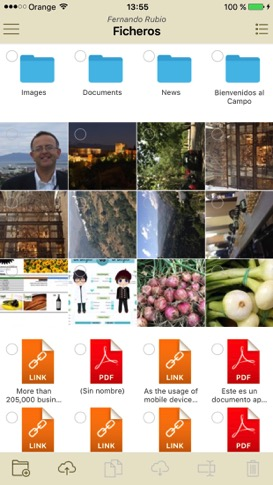 Orange 13:55 100 %
Fernando Rubio
Ficheros
Images Documents News Bienvenidos al
Campo
LINK PDF LINK PDF
More than (Sin nombre) As the usage of Este es un
205,000 busin... mobile device... documento ap...
LINK PDF LINK LINK